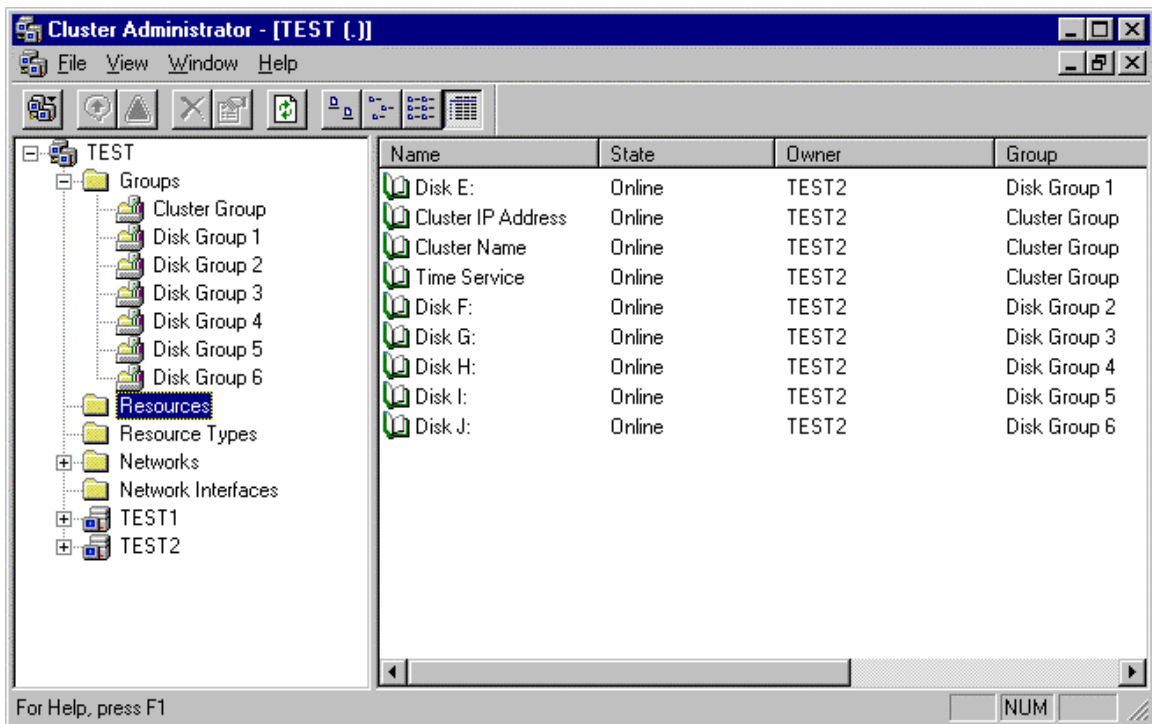 Cluster Administrator - [TEST (.)]
File View Window Help
TEST
Groups
Cluster Group
Disk Group 1
Disk Group 2
Disk Group 3
Disk Group 4
Disk Group 5
Disk Group 6
Resources
Resource Types
Networks
Network Interfaces
TEST1
TEST2
Name State Owner Group
Disk E: Online TEST2 Disk Group 1
Cluster IP Address Online TEST2 Cluster Group
Cluster Name Online TEST2 Cluster Group
Time Service Online TEST2 Cluster Group
Disk F: Online TEST2 Disk Group 2
Disk G: Online TEST2 Disk Group 3
Disk H: Online TEST2 Disk Group 4
Disk I: Online TEST2 Disk Group 5
Disk J: Online TEST2 Disk Group 6
For Help, press F1 NUM